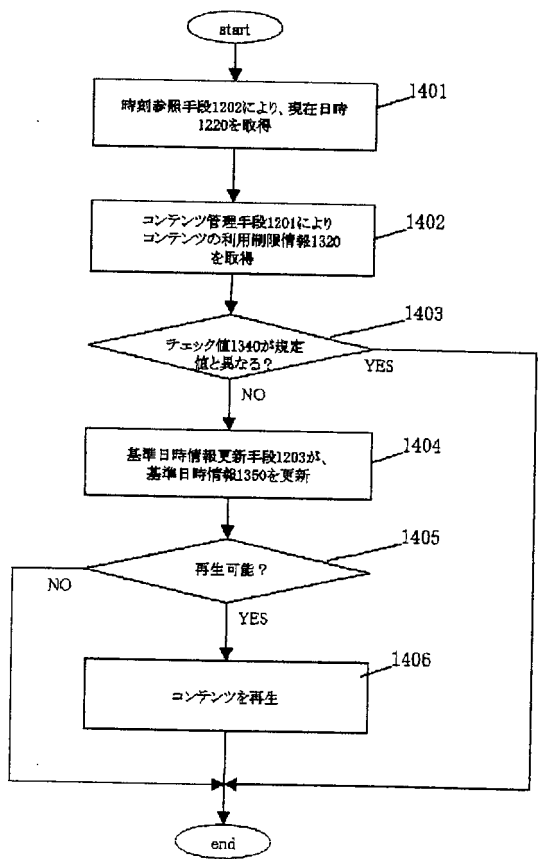 start
1401
時刻参照手段1202により、現在日時
1220を取得
1402
コンテンツ管理手段1201により
コンテンツの利用制限情報1320
を取得
1403
チェック値1340が規定
値と異なる?
YES
NO
1404
基準日時情報更新手段1203が、
基準日時情報1350を更新
1405
再生可能?
NO
YES
1406
コンテンツを再生
end